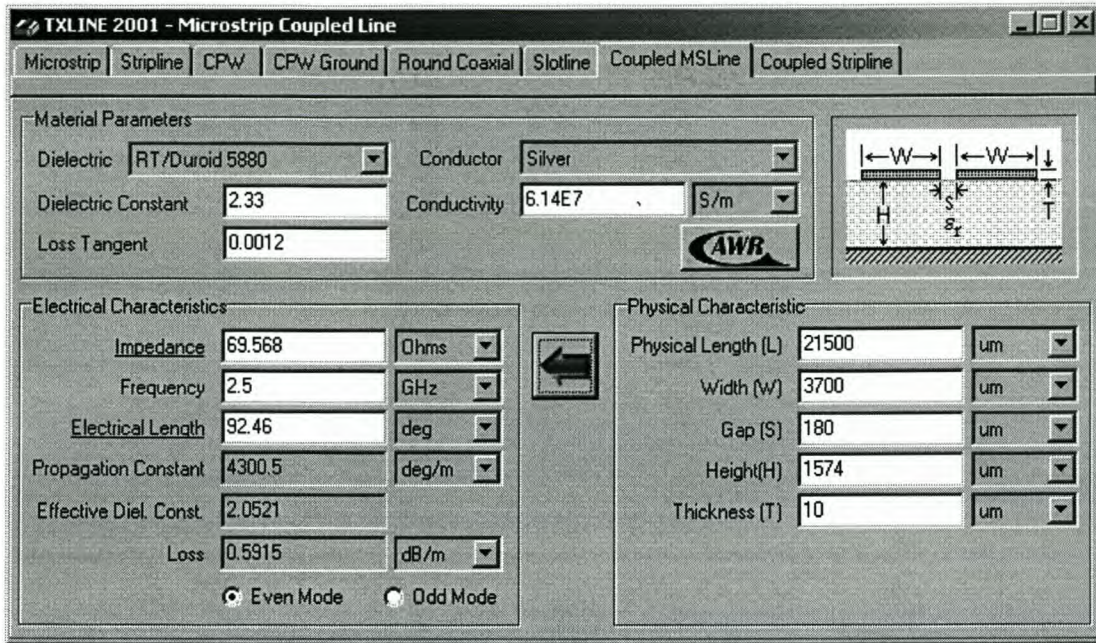 TXLINE 2001 - Microstrip Coupled Line
Microstrip Stripline CPW CPW Ground Round Coaxial Slotline Coupled MSLine Coupled Stripline
Material Parameters
Dielectric RT/Duroid 5880 Conductor Silver
Dielectric Constant 2.33 Conductivity 6.14E7 S/m
Loss Tangent 0.0012
AWR
W W
S T
H
εr
Electrical Characteristics
Impedance 69.568 Ohms
Frequency 2.5 GHz
Electrical Length 92.46 deg
Propagation Constant 4300.5 deg/m
Effective Diel. Const. 2.0521
Loss 0.5915 dB/m
Even Mode Odd Mode
Physical Characteristic
Physical Length (L) 21500 um
Width (W) 3700 um
Gap (S) 180 um
Height(H) 1574 um
Thickness (T) 10 um